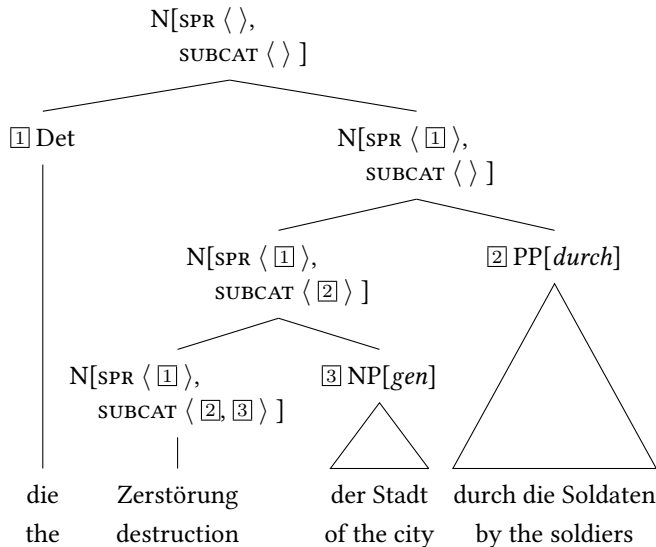 N[SPR ⟨ ⟩,
SUBCAT ⟨ ⟩ ]
1 Det
N[SPR ⟨ 1 ⟩,
SUBCAT ⟨ ⟩ ]
N[SPR ⟨ 1 ⟩,
SUBCAT ⟨ 2 ⟩ ]
2 PP[durch]
N[SPR ⟨ 1 ⟩,
SUBCAT ⟨ 2, 3 ⟩ ]
3 NP[gen]
die Zerstörung der Stadt durch die Soldaten
the destruction of the city by the soldiers